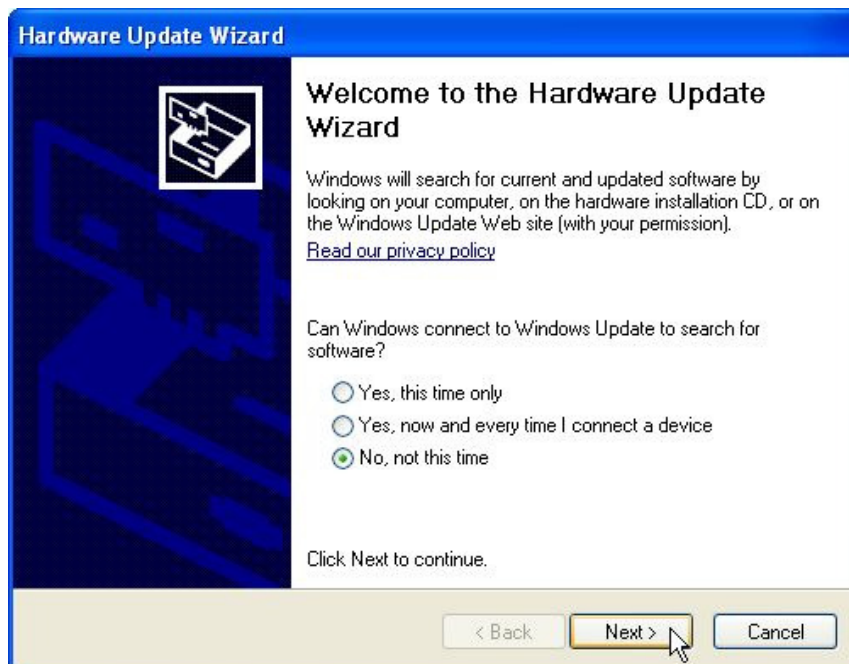 Hardware Update Wizard
Welcome to the Hardware Update
Wizard
Windows will search for current and updated software by
looking on your computer, on the hardware installation CD, or on
the Windows Update Web site (with your permission).
Read our privacy policy
Can Windows connect to Windows Update to search for
software?
Yes, this time only
Yes, now and every time I connect a device
No, not this time
Click Next to continue.
< Back Next > Cancel